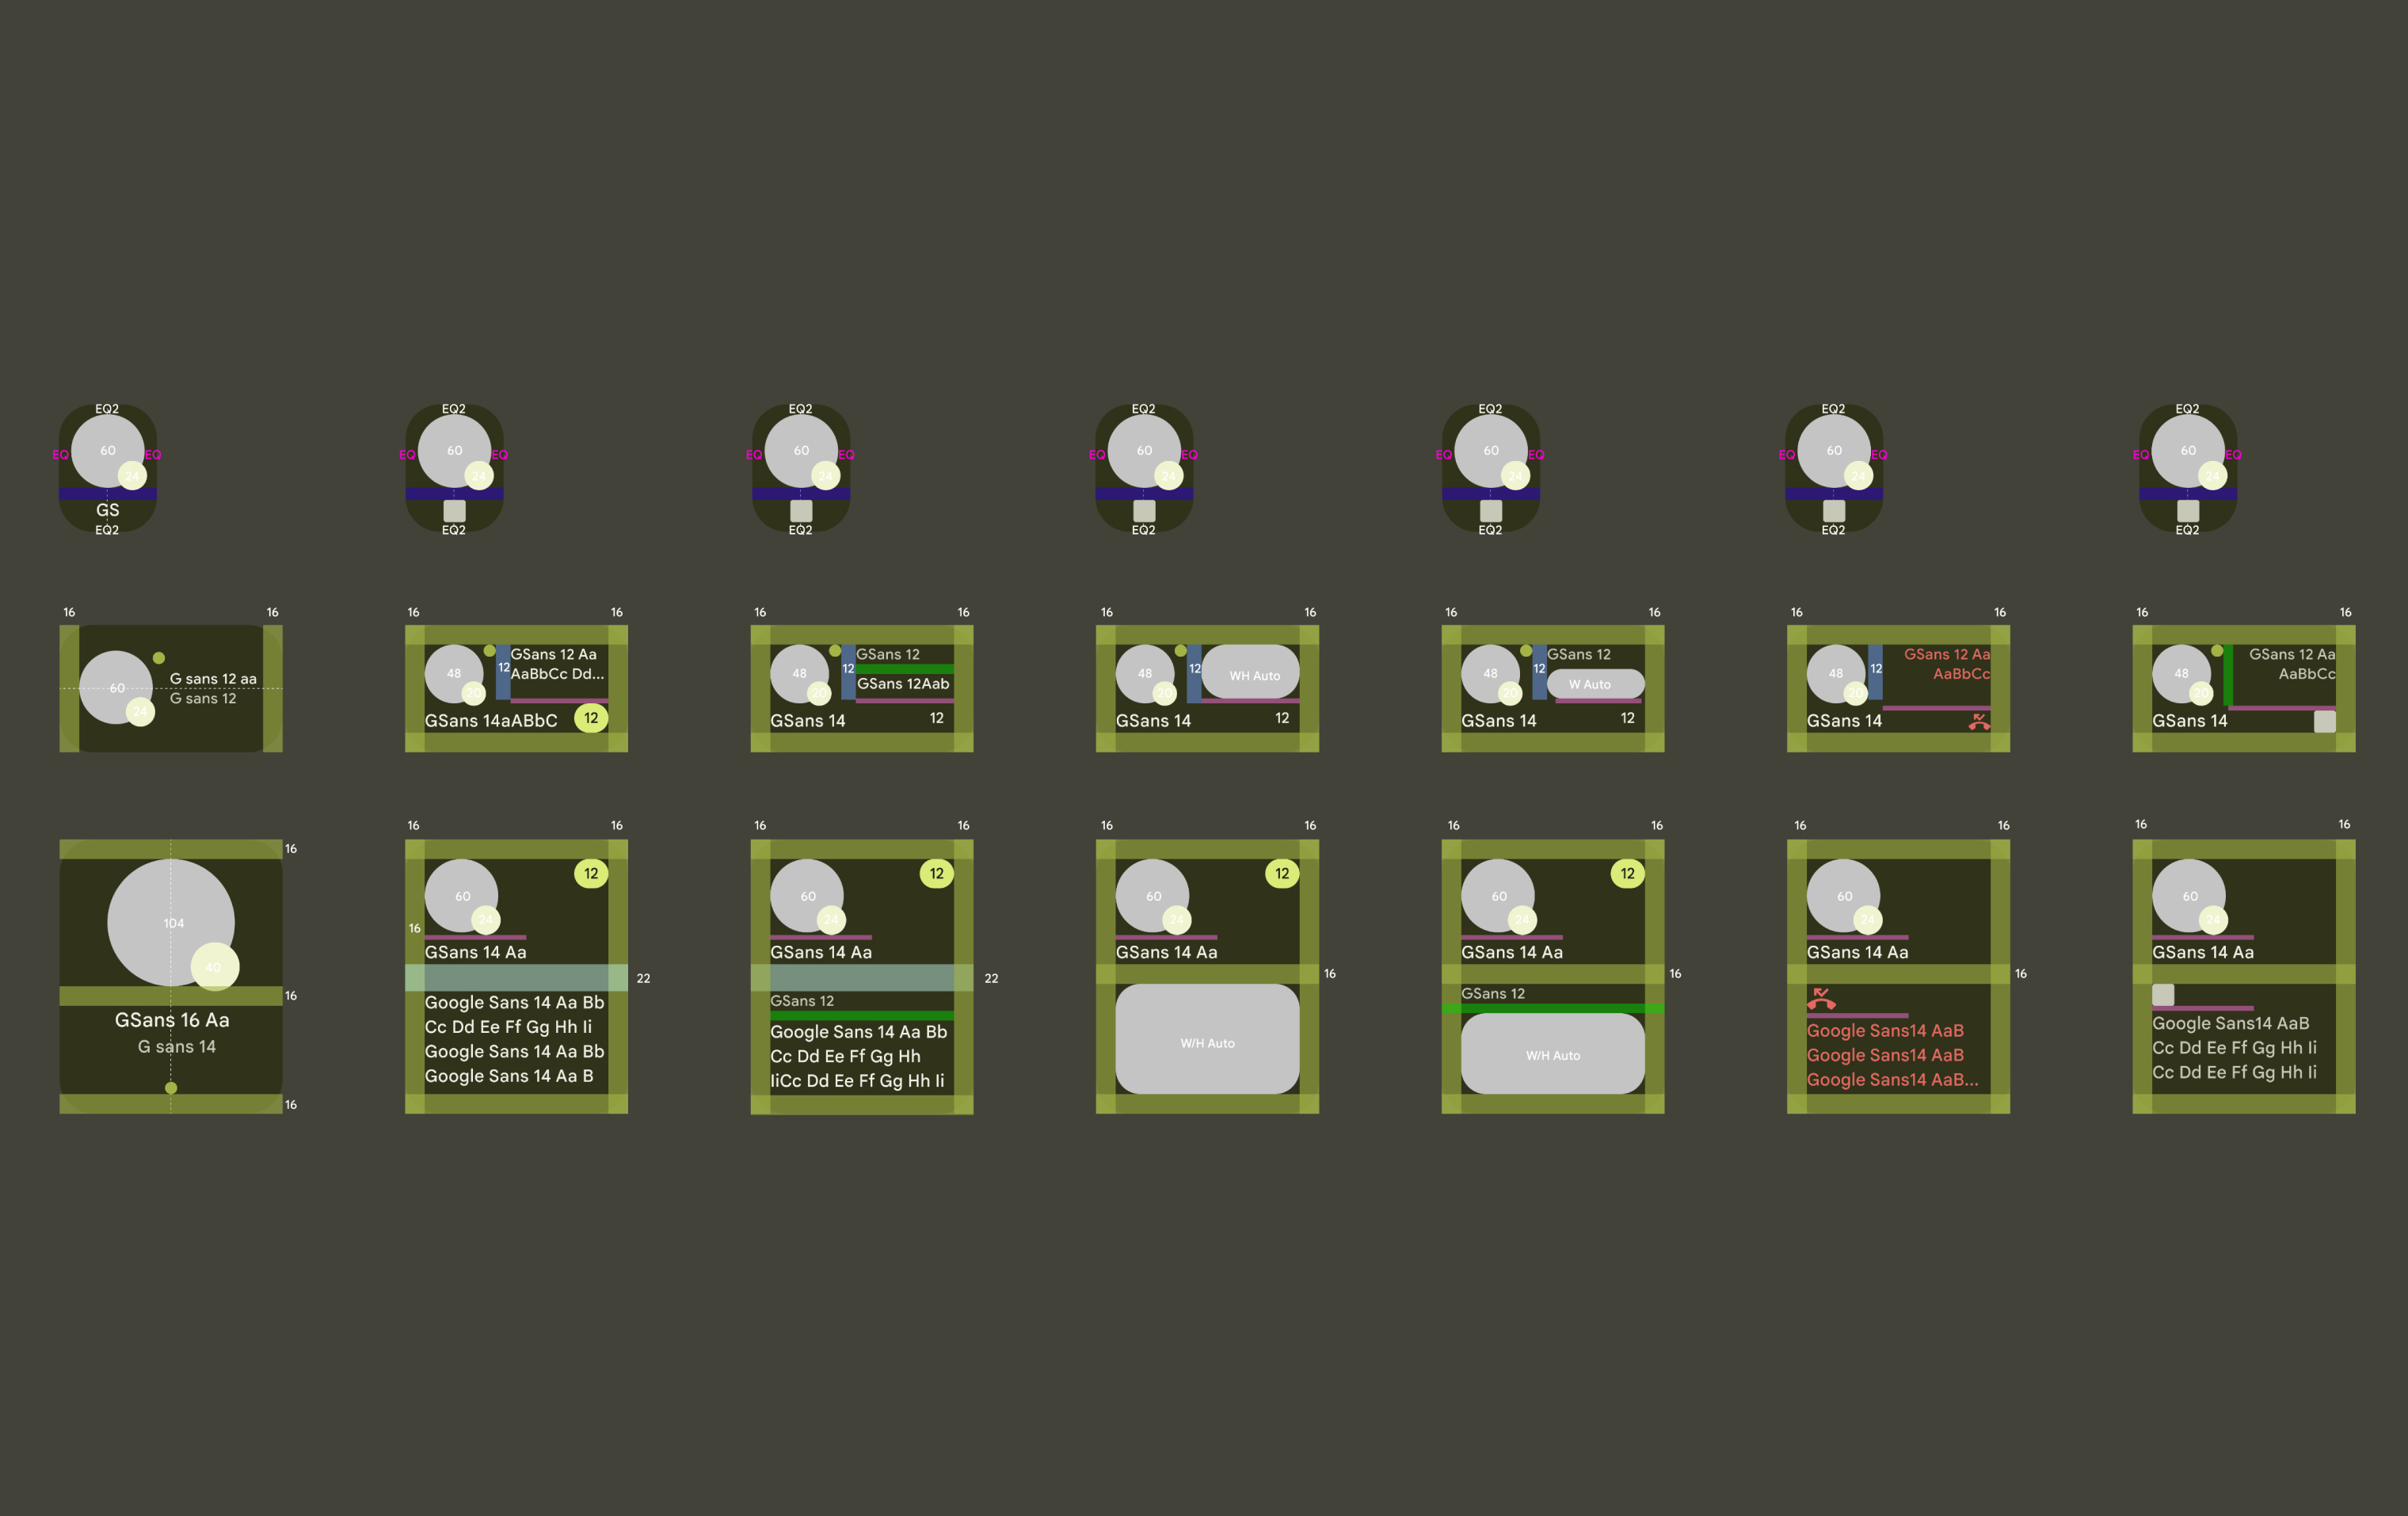 EQ2
60
EQ
EQ
24
GS
EQ2
EQ2
60
EQ
EQ
24
EQ2
EQ2
60
EQ
EQ
24
EQ2
EQ2
60
EQ
EQ
24
EQ2
EQ2
60
EQ
EQ
24
EQ2
EQ2
60
EQ
EQ
24
EQ2
EQ2
60
EQ
EQ
24
EQ2
16
16
60
24
G sans 12 aa
G sans 12
16
16
48
20
12
GSans 12 Aa
AaBbCc Dd...
GSans 14aABbC
12
16
16
48
20
12
GSans 12
GSans 12Aab
GSans 14
12
16
16
48
20
12
WH Auto
GSans 14
12
16
16
48
20
12
GSans 12
W Auto
GSans 14
12
16
16
48
20
12
GSans 12 Aa
AaBbCc
GSans 14
16
16
48
20
GSans 12 Aa
AaBbCc
GSans 14
16
104
40
16
GSans 16 Aa
G sans 14
16
16
16
60
12
24
16
GSans 14 Aa
22
Google Sans 14 Aa Bb
Cc Dd Ee Ff Gg Hh Ii
Google Sans 14 Aa Bb
Google Sans 14 Aa B
16
16
60
12
24
GSans 14 Aa
22
GSans 12
Google Sans 14 Aa Bb
Cc Dd Ee Ff Gg Hh
IiCc Dd Ee Ff Gg Hh Ii
16
16
60
12
24
GSans 14 Aa
16
W/H Auto
16
16
60
12
24
GSans 14 Aa
16
GSans 12
W/H Auto
16
16
60
24
GSans 14 Aa
16
Google Sans14 AaB
Google Sans14 AaB
Google Sans14 AaB...
16
16
60
24
GSans 14 Aa
Google Sans14 AaB
Cc Dd Ee Ff Gg Hh Ii
Cc Dd Ee Ff Gg Hh Ii